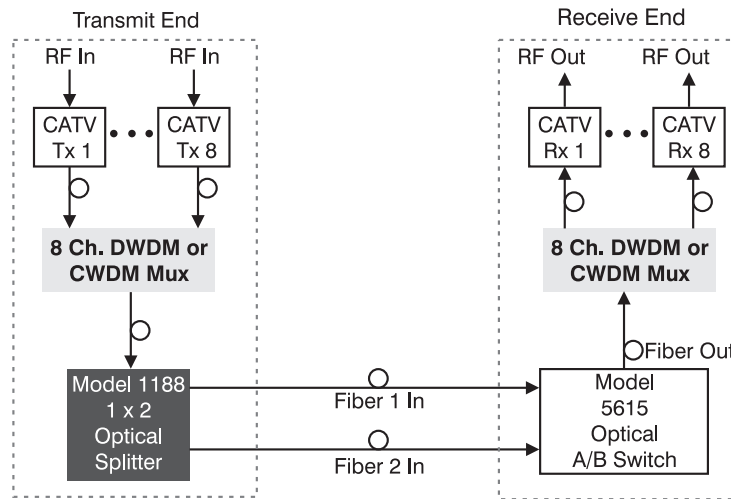 Transmit End
RF In
RF In
CATV
Tx 1
CATV
Tx 8
8 Ch. DWDM or
CWDM Mux
Model 1188
1 x 2
Optical
Splitter
Fiber 1 In
Fiber 2 In
Receive End
RF Out
RF Out
CATV
Rx 1
CATV
Rx 8
8 Ch. DWDM or
CWDM Mux
Fiber Out
Model
5615
Optical
A/B Switch